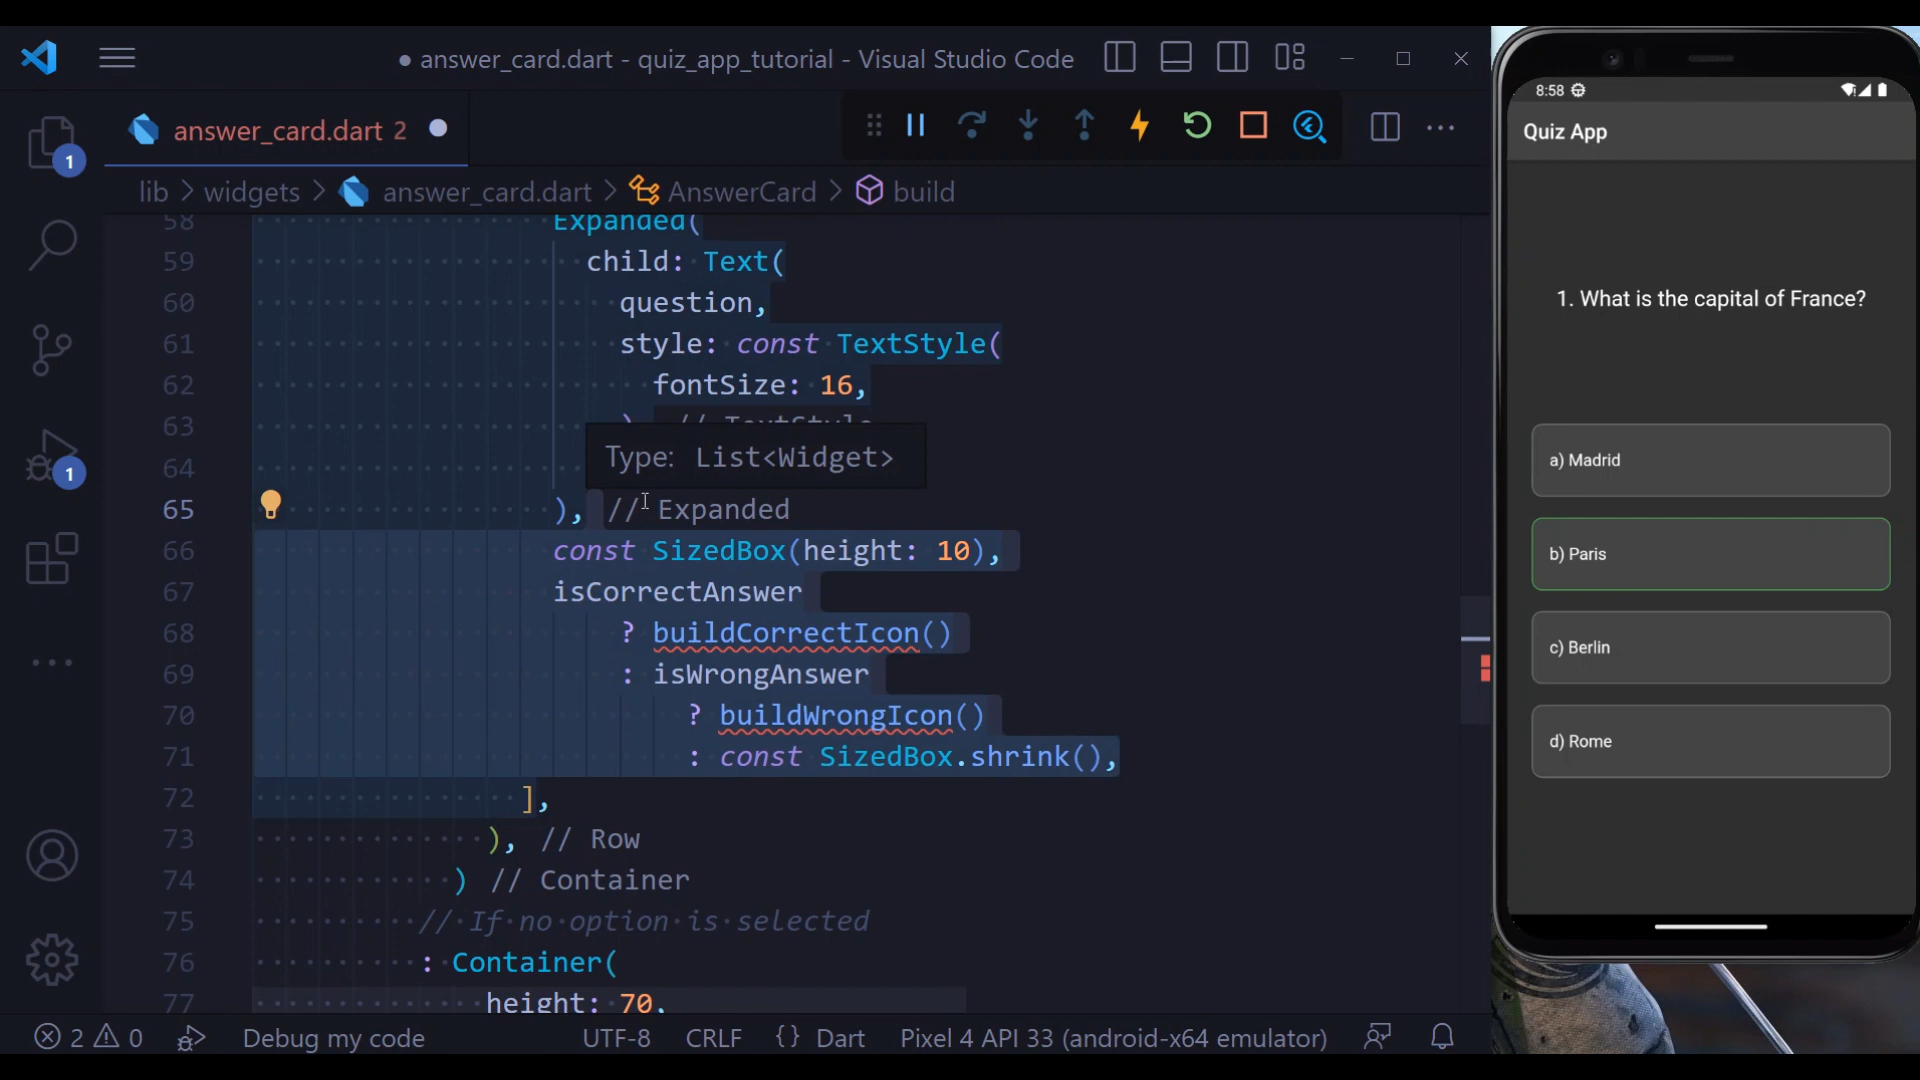 ● answer_card.dart - quiz_app_tutorial - Visual Studio Code
answer_card.dart 2
lib > widgets > answer_card.dart > AnswerCard > build
58 Expanded(
59 child: Text(
60 question,
61 style: const TextStyle(
62 fontSize: 16,
63 ), // TextStyle
64
Type: List<Widget>
65 ), // Expanded
66 const SizedBox(height: 10),
67 isCorrectAnswer
68 ? buildCorrectIcon()
69 : isWrongAnswer
70 ? buildWrongIcon()
71 : const SizedBox.shrink(),
72 ],
73 ), // Row
74 ) // Container
75 // If no option is selected
76 : Container(
77 height: 70,
1
1
2 0 Debug my code UTF-8 CRLF {} Dart Pixel 4 API 33 (android-x64 emulator)
8:58
Quiz App
1. What is the capital of France?
a) Madrid
b) Paris
c) Berlin
d) Rome